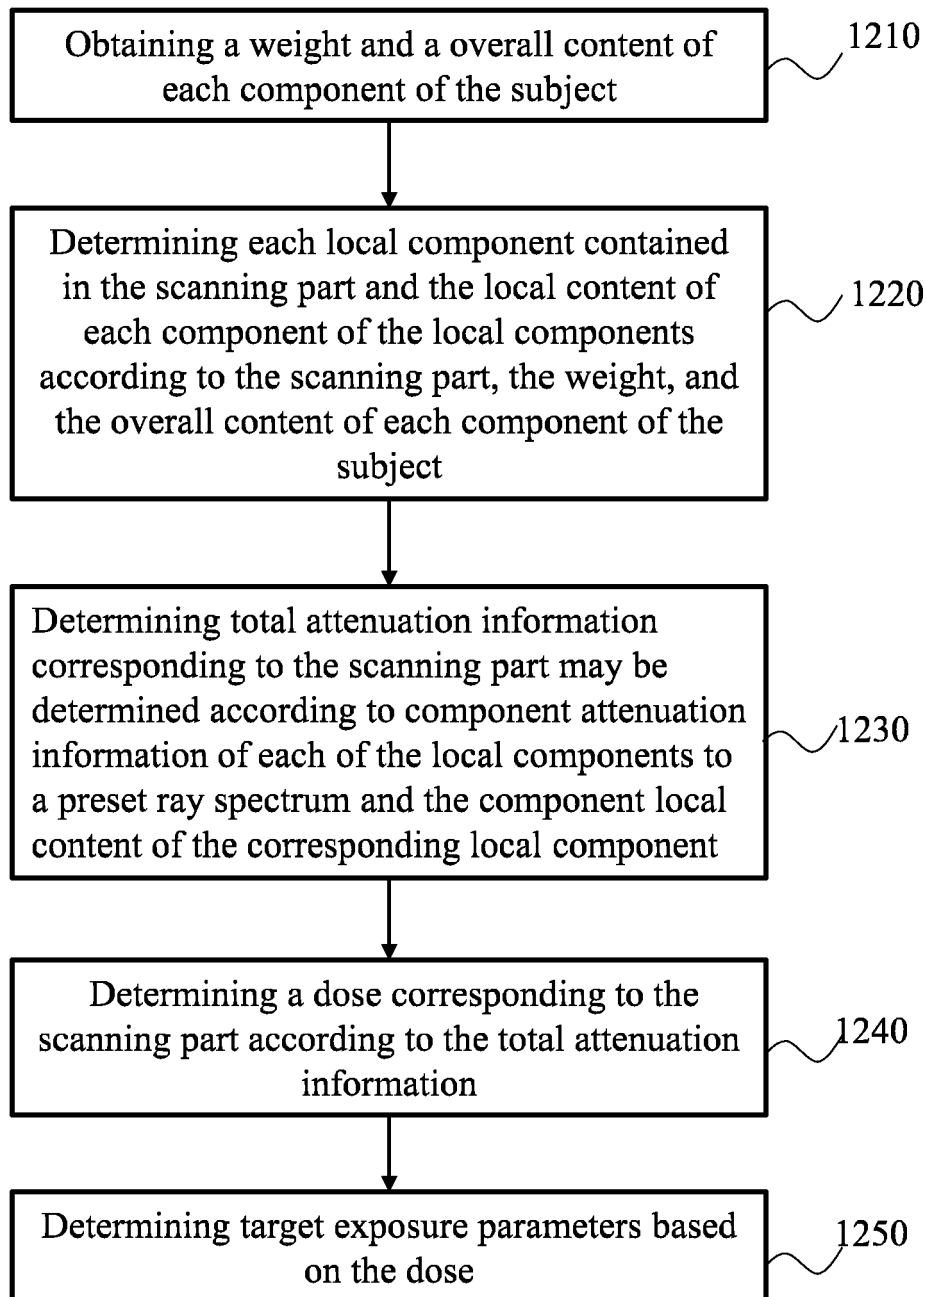 Obtaining a weight and a overall content of
each component of the subject
1210
Determining each local component contained
in the scanning part and the local content of
each component of the local components
according to the scanning part, the weight, and
the overall content of each component of the
subject
1220
Determining total attenuation information
corresponding to the scanning part may be
determined according to component attenuation
information of each of the local components to
a preset ray spectrum and the component local
content of the corresponding local component
1230
Determining a dose corresponding to the
scanning part according to the total attenuation
information
1240
Determining target exposure parameters based
on the dose
1250